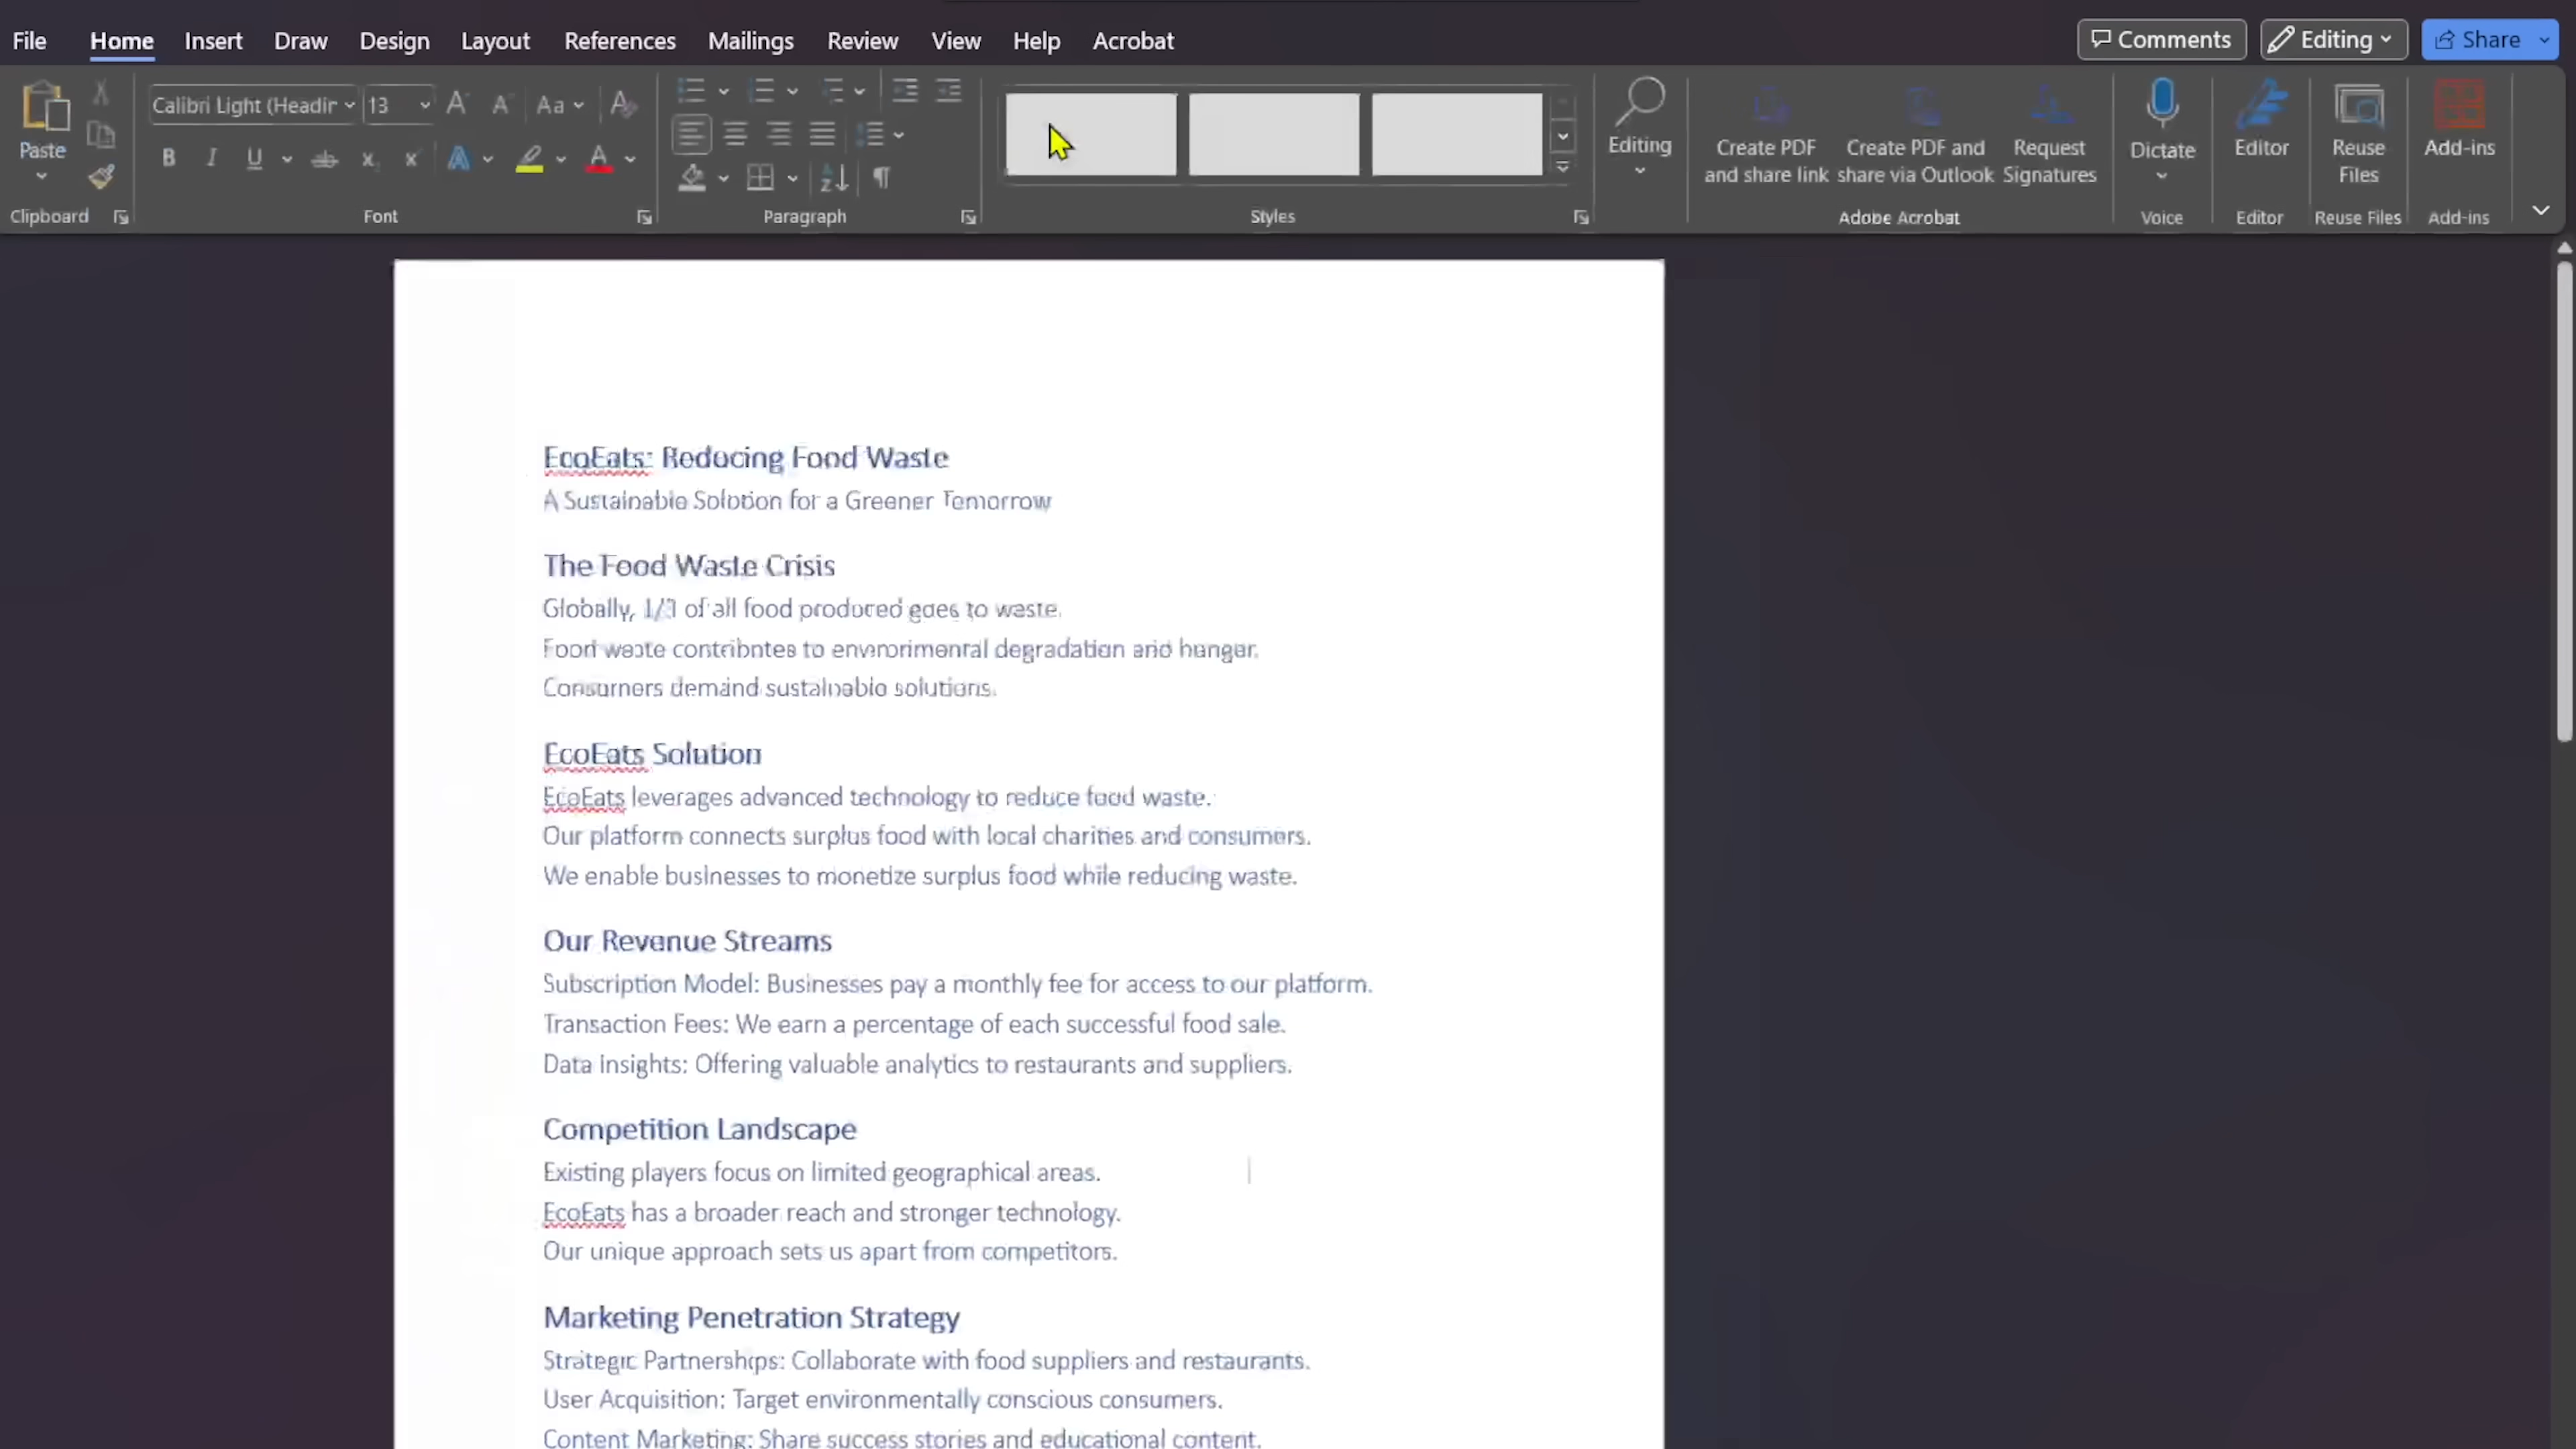 File Home Insert Draw Design Layout References Mailings Review View Help Acrobat Comments Editing Share
Calibri Light (Headir 13 Aa
Paste
Editing
Create PDF and share link
Create PDF and share via Outlook
Request Signatures
Dictate
Editor
Reuse Files
Add-ins
Clipboard Font Paragraph Styles Adobe Acrobat Voice Editor Reuse Files Add-ins
EcoEats: Reducing Food Waste
A Sustainable Solution for a Greener Tomorrow
The Food Waste Crisis
Globally, 1/3 of all food produced goes to waste.
Food waste contributes to environmental degradation and hunger.
Consumers demand sustainable solutions.
EcoEats Solution
EcoEats leverages advanced technology to reduce food waste.
Our platform connects surplus food with local charities and consumers.
We enable businesses to monetize surplus food while reducing waste.
Our Revenue Streams
Subscription Model: Businesses pay a monthly fee for access to our platform.
Transaction Fees: We earn a percentage of each successful food sale.
Data Insights: Offering valuable analytics to restaurants and suppliers.
Competition Landscape
Existing players focus on limited geographical areas.
EcoEats has a broader reach and stronger technology.
Our unique approach sets us apart from competitors.
Marketing Penetration Strategy
Strategic Partnerships: Collaborate with food suppliers and restaurants.
User Acquisition: Target environmentally conscious consumers.
Content Marketing: Share success stories and educational content.